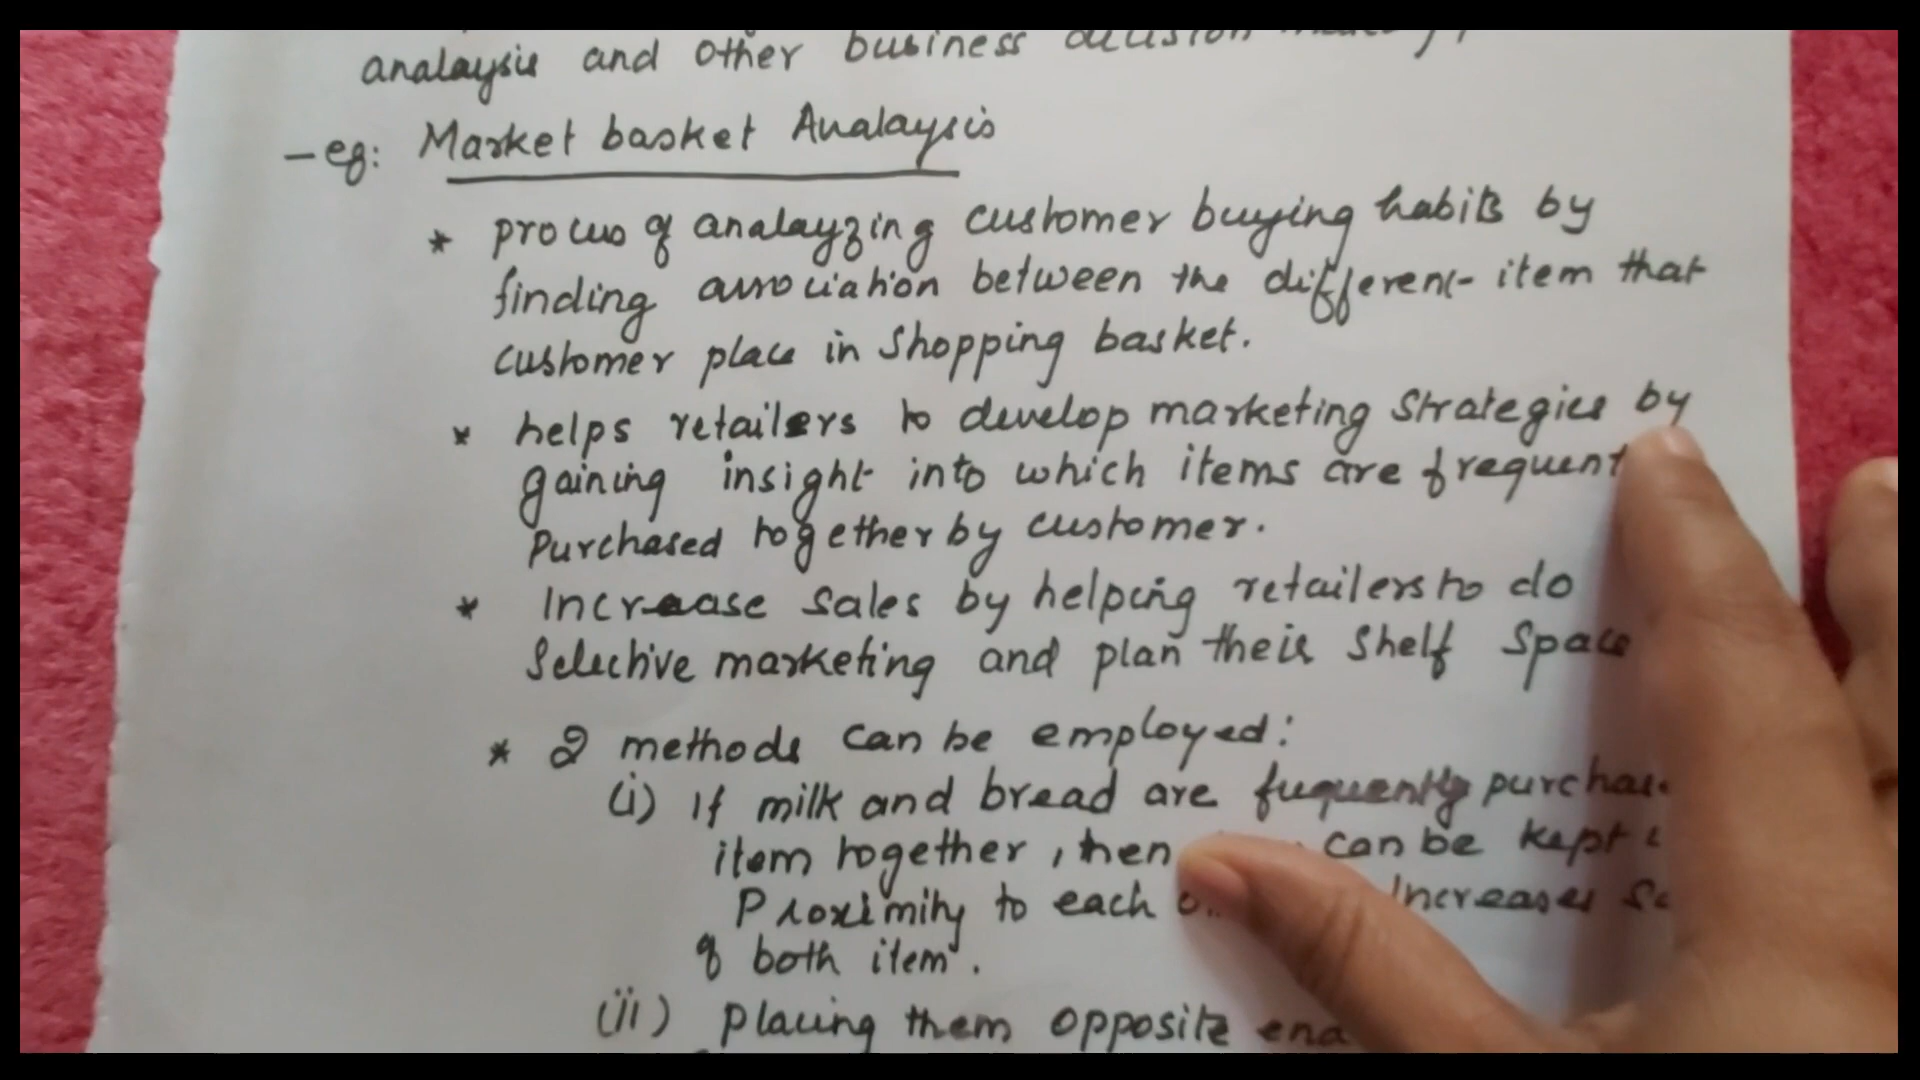 analaysis and other business decision
- eg: Market basket Analaysis
* process of analayzing customer buying habits by
finding association between the different item that
customer place in shopping basket.
* helps retailers to develop marketing strategies by
gaining insight into which items are frequent
Purchased together by customer.
* Increase sales by helping retailers to do
Selective marketing and plan their shelf space
* 2 methods can be employed:
(i) If milk and bread are frequently purchas
item together, then can be kept
Proximity to each increases
of both item.
(ii) placing them opposite end